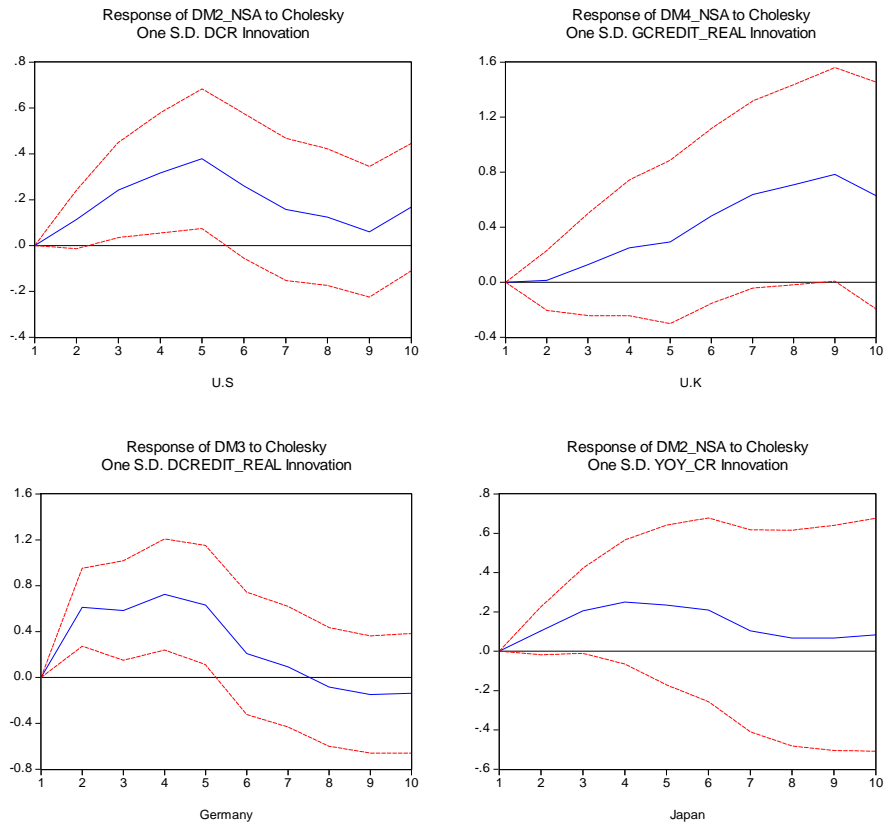 Response of DM2_NSA to Cholesky
One S.D. DCR Innovation
.8
.6
.4
.2
.0
-.2
-.4
1 2 3 4 5 6 7 8 9 10
U.S
Response of DM4_NSA to Cholesky
One S.D. GCREDIT_REAL Innovation
1.6
1.2
0.8
0.4
0.0
-0.4
1 2 3 4 5 6 7 8 9 10
U.K
Response of DM3 to Cholesky
One S.D. DCREDIT_REAL Innovation
1.6
1.2
0.8
0.4
0.0
-0.4
-0.8
1 2 3 4 5 6 7 8 9 10
Germany
Response of DM2_NSA to Cholesky
One S.D. YOY_CR Innovation
.8
.6
.4
.2
.0
-.2
-.4
-.6
1 2 3 4 5 6 7 8 9 10
Japan